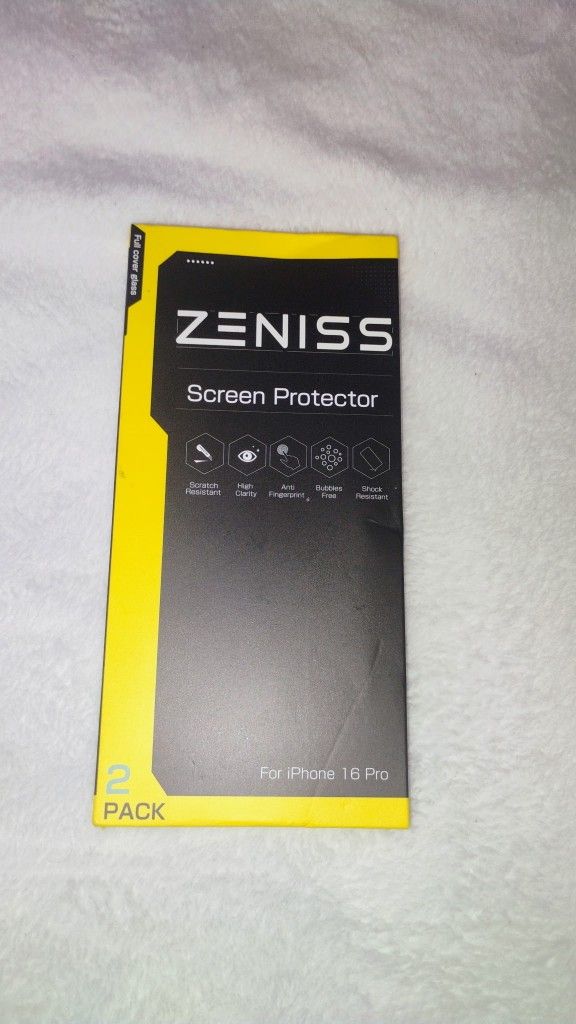 Full cover glass
ZENISS
Screen Protector
Scratch
Resistant
High
Clarity
Anti
Fingerprint
Bubbles
Free
Shock
Resistant
For iPhone 16 Pro
2
PACK